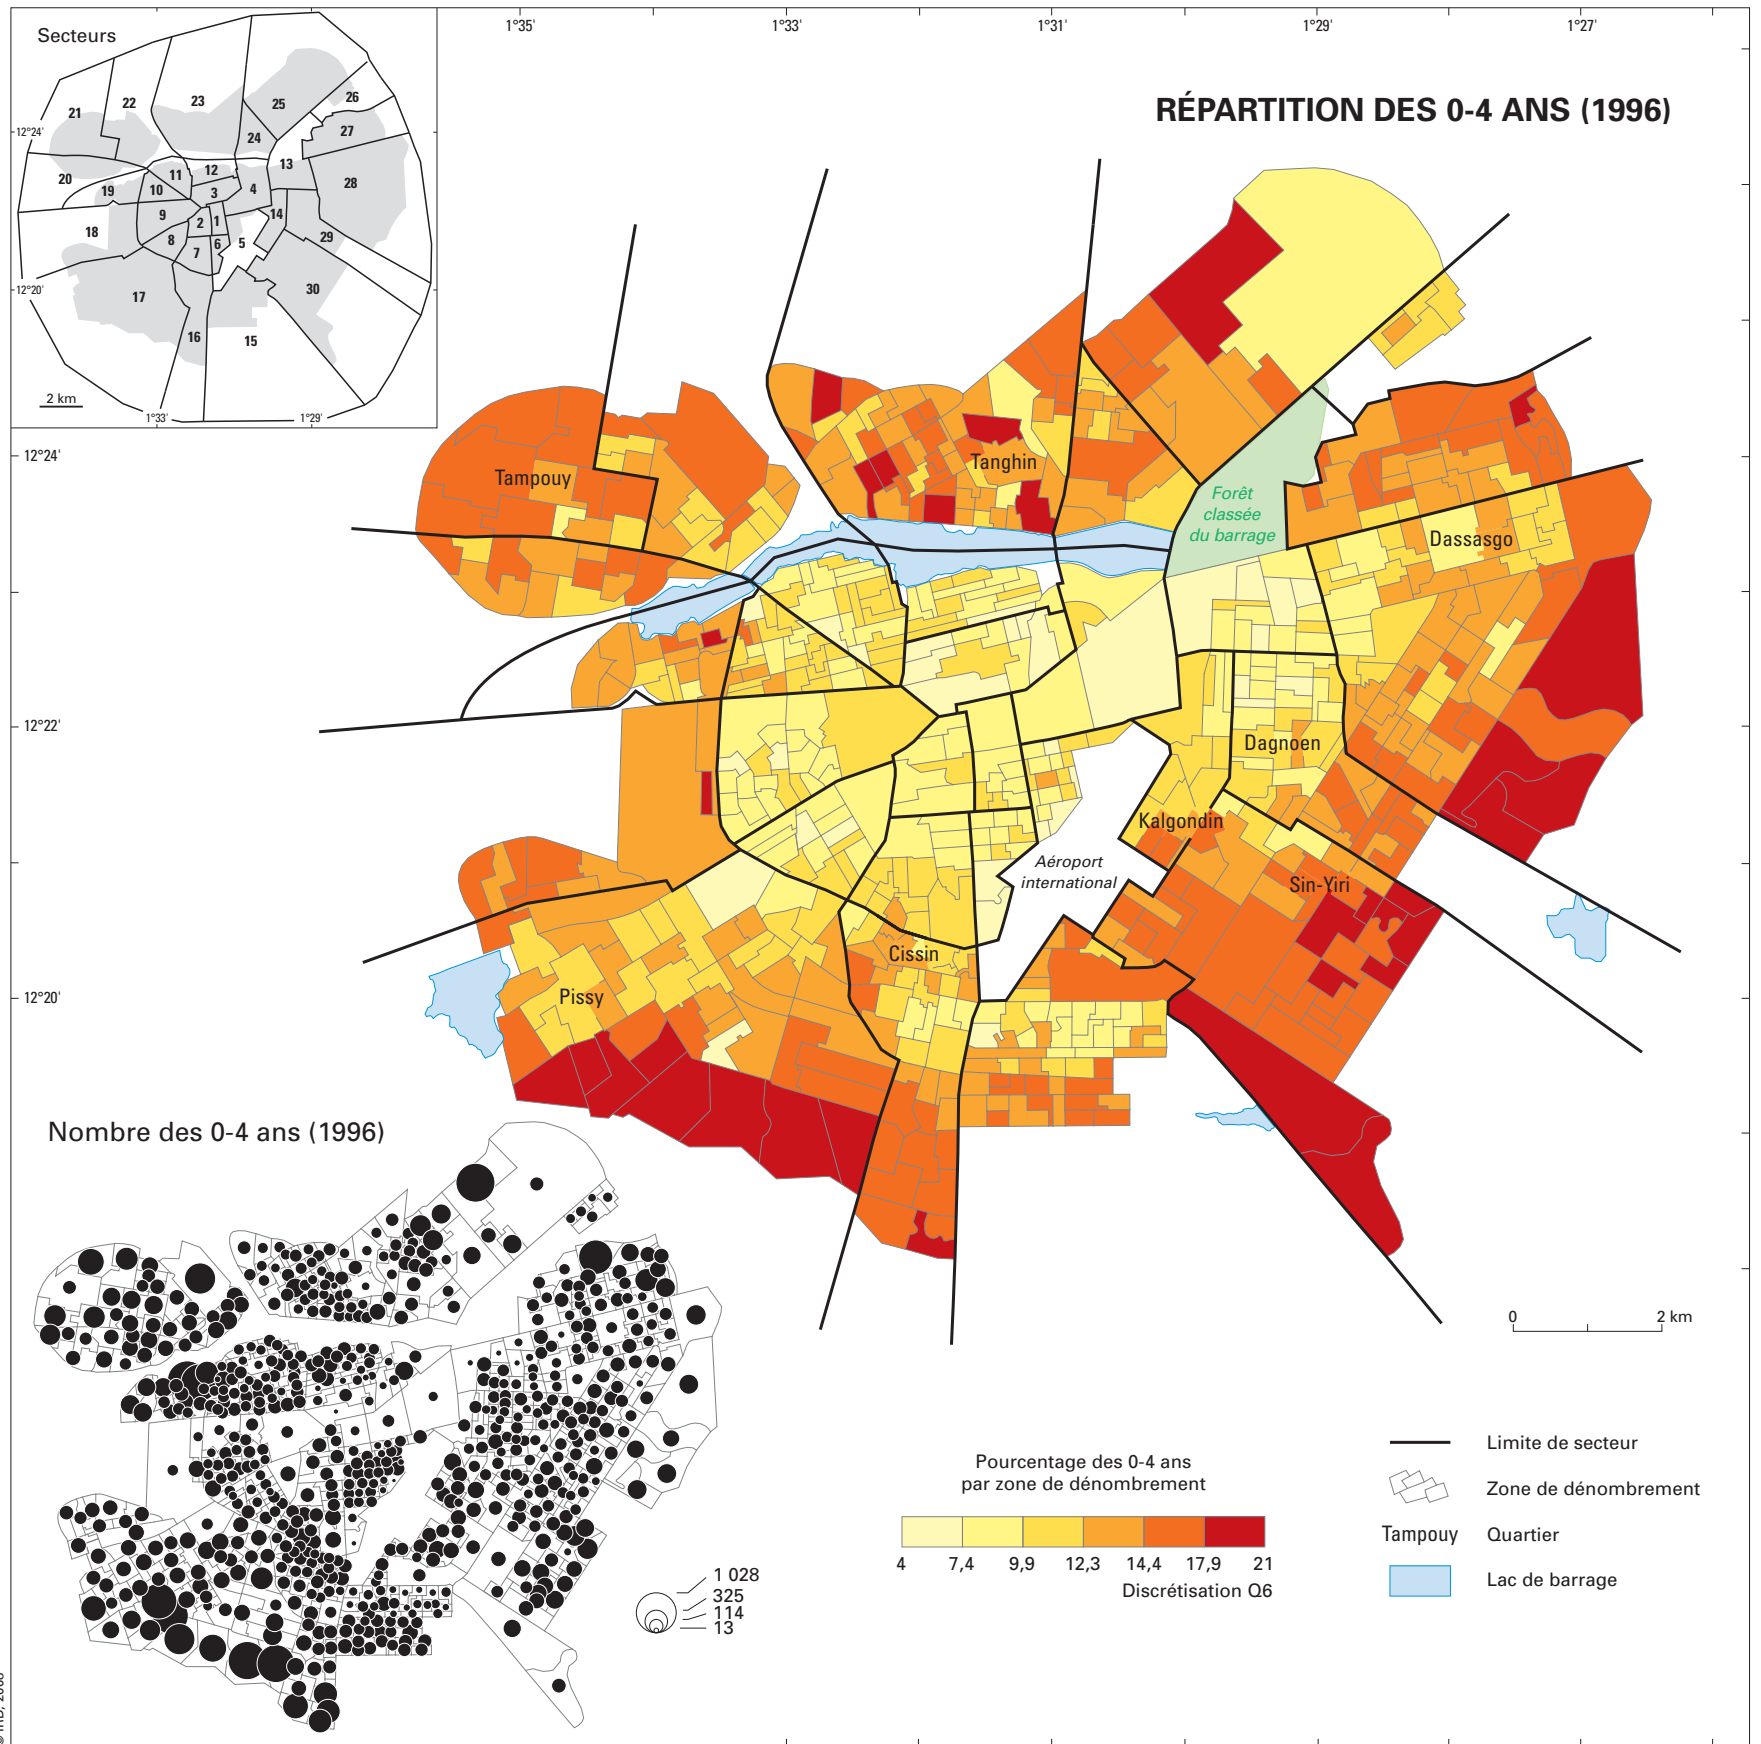 1°35'
1°33'
1°31'
1°29'
1°27'
Secteurs
21
22
23
25
26
24
27
12°24'
20
19
11
12
13
10
3
4
28
9
2
1
14
18
8
6
5
29
7
17
30
12°20'
16
15
2 km
1°33'
1°29'
RÉPARTITION DES 0-4 ANS (1996)
12°24'
Tampouy
Tanghin
Forêt
classée
du barrage
Dassasgo
12°22'
Dagnoen
Kalgondin
Aéroport
international
Sin-Yiri
Cissin
12°20'
Pissy
Nombre des 0-4 ans (1996)
0
2 km
1 028
325
114
13
Pourcentage des 0-4 ans
par zone de dénombrement
4
7,4
9,9
12,3
14,4
17,9
21
Discrétisation Q6
Limite de secteur
Zone de dénombrement
Tampouy
Quartier
Lac de barrage